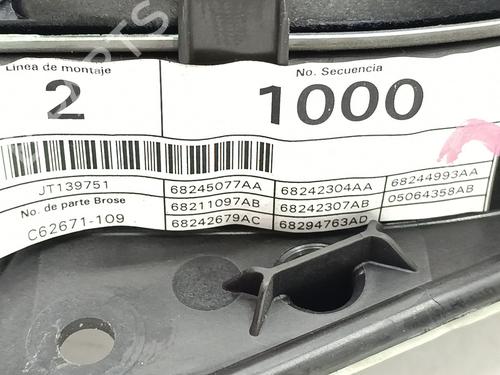 Línea de montaje
No. Secuencia
2
1000
JT139751
68245077AA
68242304AA
68244993AA
No. de parte Brose
68211097AB
68242307AB
05064358AB
C62671-109
68242679AC
68294763AD